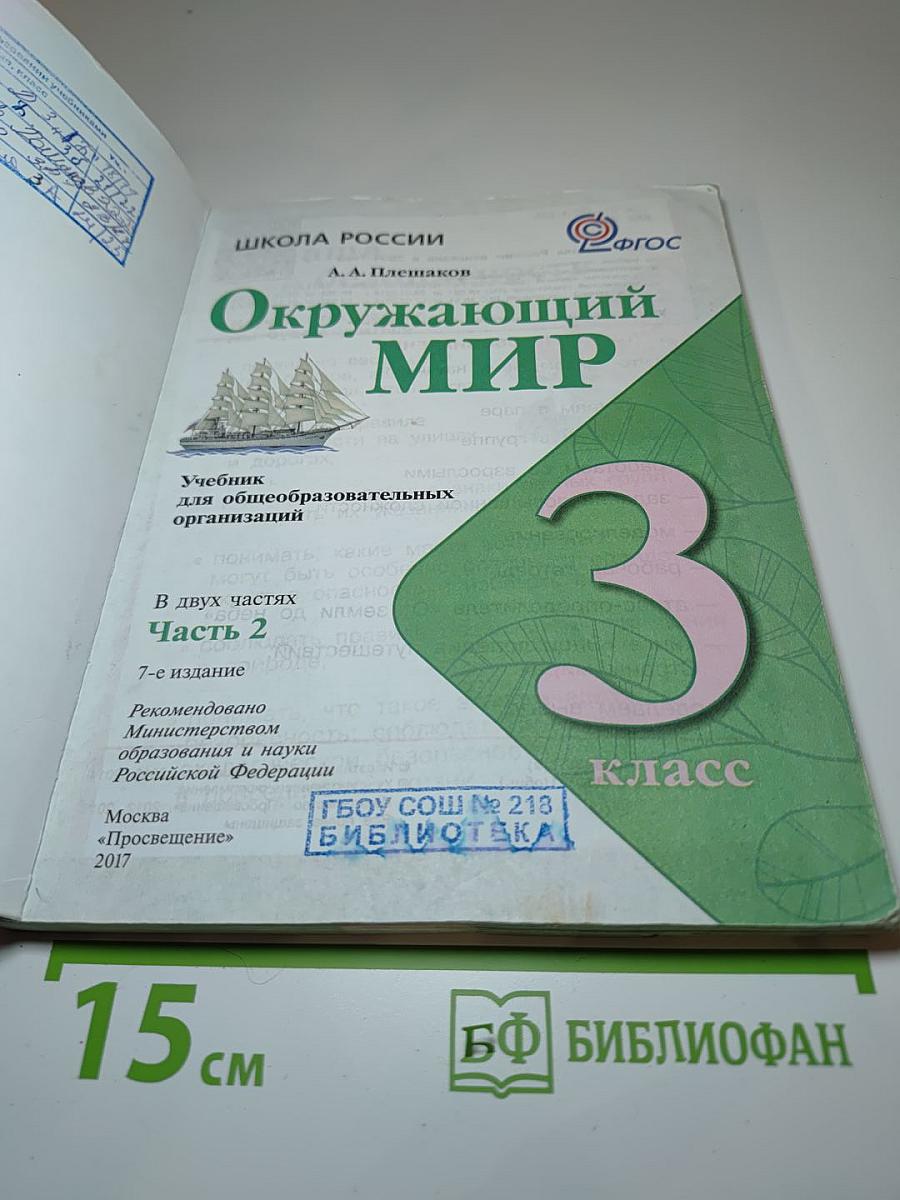 ШКОЛА РОССИИ
ФГОС
А. А. Плешаков
Окружающий
МИР
Учебник
для общеобразовательных
организаций
3
класс
В двух частях
Часть 2
7-е издание
Рекомендовано
Министерством
образования и науки
Российской Федерации
Москва
«Просвещение»
2017
ГБОУ СОШ № 218
БИБЛИОТЕКА
15 см
БФ БИБЛИОФАН